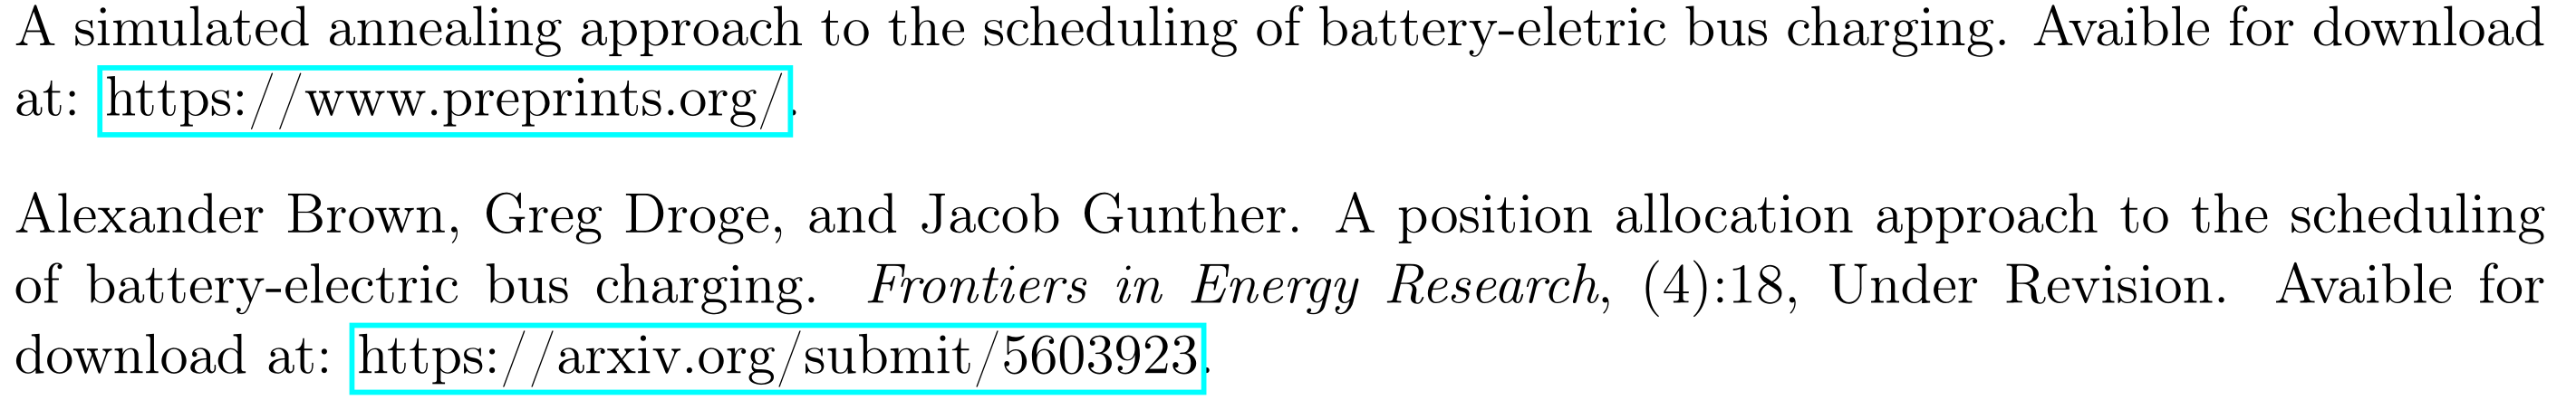 A simulated annealing approach to the scheduling of battery-eletric bus charging. Avaible for download
at: https://www.preprints.org/.
Alexander Brown, Greg Droge, and Jacob Gunther. A position allocation approach to the scheduling
of battery-electric bus charging. Frontiers in Energy Research, (4):18, Under Revision. Avaible for
download at: https://arxiv.org/submit/5603923.